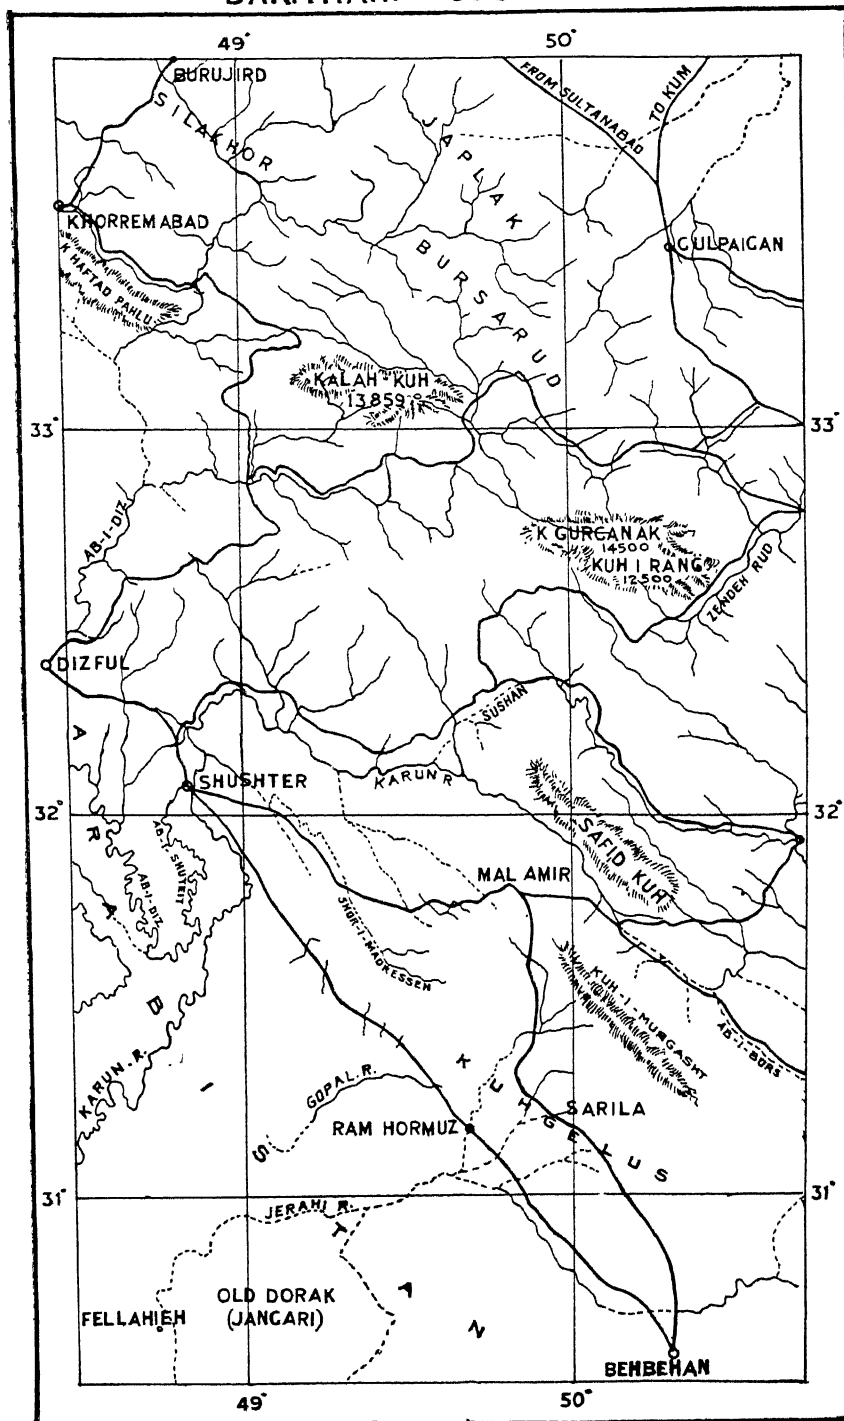 49°
50°
BURUJIRD
FROM SULTANABAD
TO KUM
SILAKHOR
JAPLAK
KHORREMABAD
GULPAIGAN
K HAFTAD PAHLU
BURSARUD
KALAH-KUH
13859
33°
33°
AB-I-DIZ
K GURGANAK
14500
KUH I RANG
12500
ZENDEH RUD
DIZFUL
SUSHAN
KARUN R
SHUSHTER
32°
32°
SAFID KUH
AB-I-SHUTEIT
AB-I-DIZ
MAL AMIR
SHOR-I-MADRESSEH
KUH-I-MURGASHT
AB-I-BORS
KARUN.R.
GOPAL.R.
KUHGELUS
SARILA
RAM HORMUZ
ARABISTAN
31°
31°
JERAHI R.
OLD DORAK
(JANGARI)
FELLAHIEH
BEHBEHAN
49°
50°